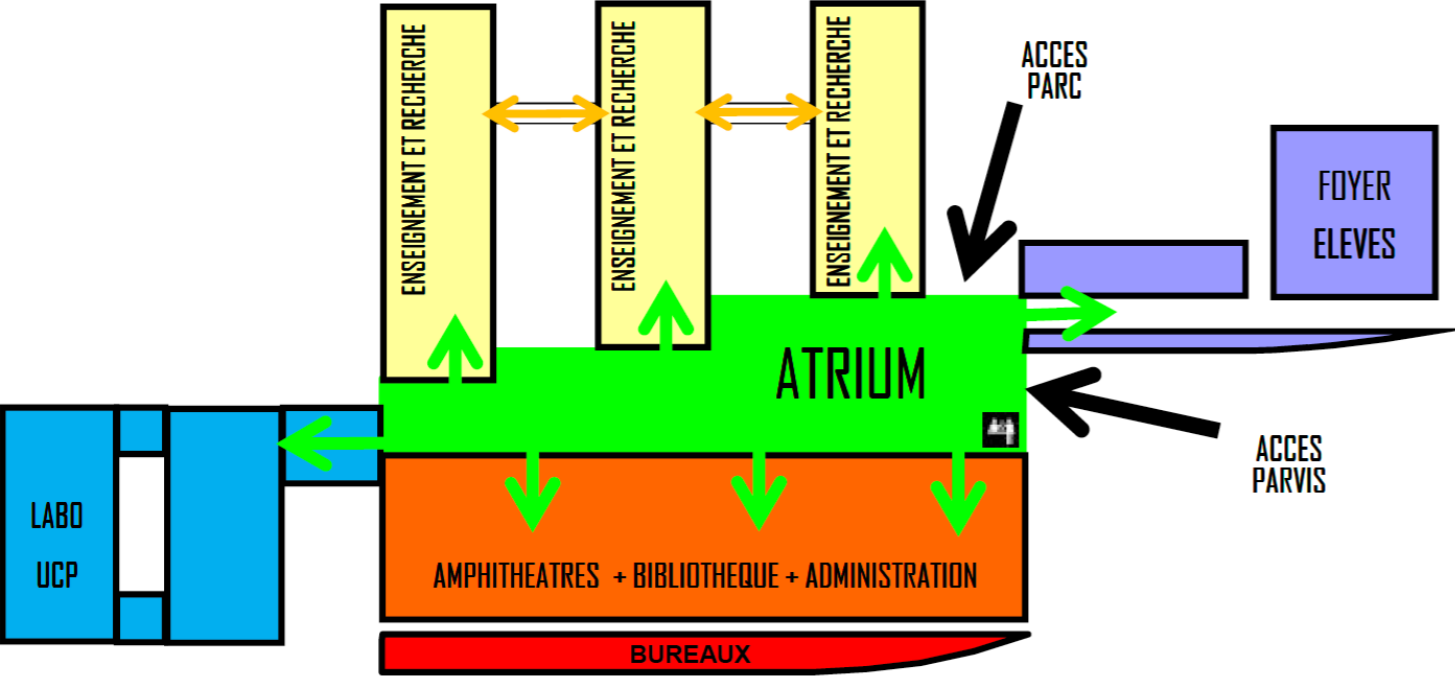 ENSEIGNEMENT ET RECHERCHE
ENSEIGNEMENT ET RECHERCHE
ENSEIGNEMENT ET RECHERCHE
ACCES
PARC
FOYER
ELEVES
ATRIUM
4
ACCES
PARVIS
LABO
UCP
AMPHITHEATRES + BIBLIOTHEQUE + ADMINISTRATION
BUREAUX